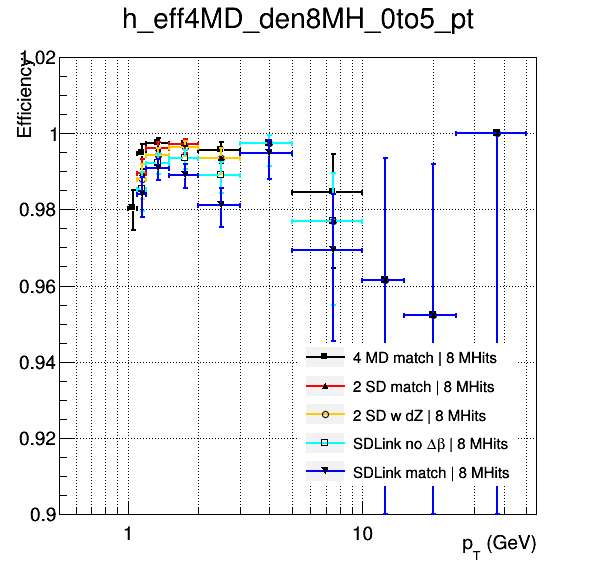 h_eff4MD_den8MH_0to5_pt
Efficiency
1.02
1
0.98
0.96
0.94
0.92
0.9
4 MD match | 8 MHits
2 SD match | 8 MHits
2 SD w dZ | 8 MHits
SDLink no Δβ | 8 MHits
SDLink match | 8 MHits
1 10
p_T (GeV)